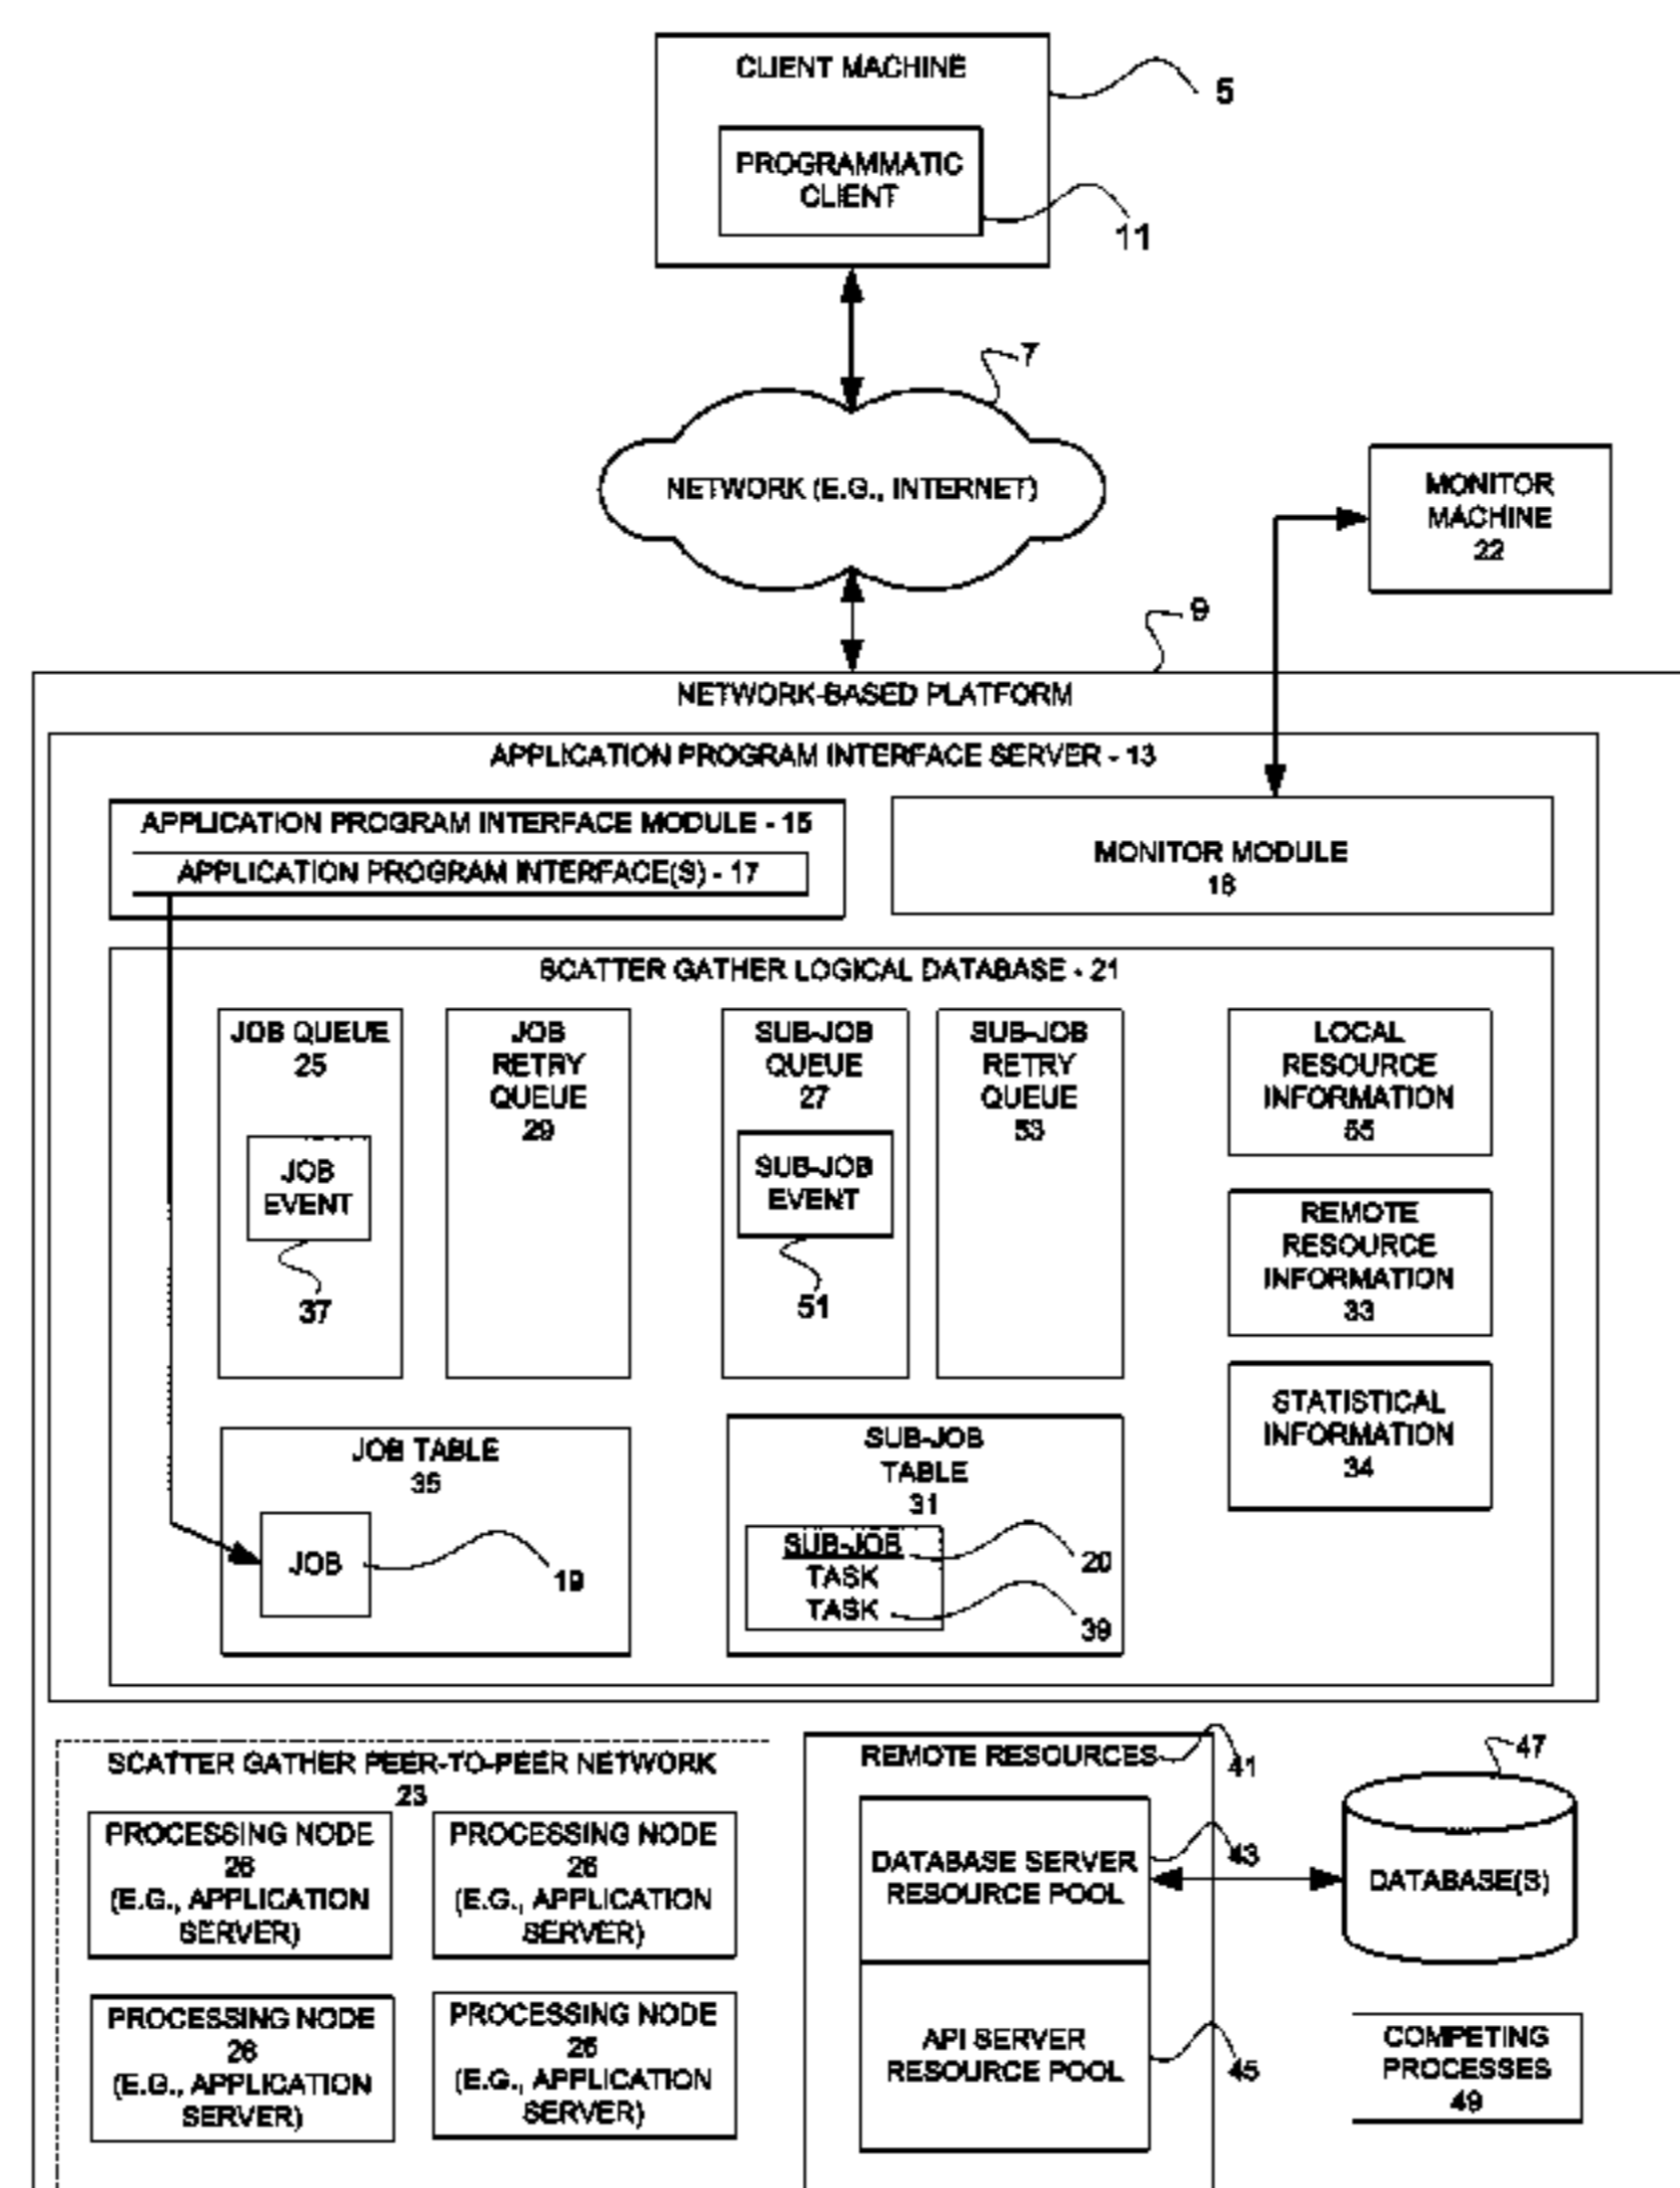 CLIENT MACHINE
5
PROGRAMMATIC
CLIENT
11
7
NETWORK (E.G., INTERNET)
MONITOR
MACHINE
22
9
NETWORK-BASED PLATFORM
APPLICATION PROGRAM INTERFACE SERVER - 13
APPLICATION PROGRAM INTERFACE MODULE - 15
APPLICATION PROGRAM INTERFACE(S) - 17
MONITOR MODULE
18
SCATTER GATHER LOGICAL DATABASE - 21
JOB QUEUE
25
JOB
EVENT
37
JOB
RETRY
QUEUE
29
SUB-JOB
QUEUE
27
SUB-JOB
EVENT
51
SUB-JOB
RETRY
QUEUE
53
LOCAL
RESOURCE
INFORMATION
55
REMOTE
RESOURCE
INFORMATION
33
STATISTICAL
INFORMATION
34
JOB TABLE
35
JOB
19
SUB-JOB
TABLE
31
SUB-JOB
TASK
TASK
20
39
SCATTER GATHER PEER-TO-PEER NETWORK
23
PROCESSING NODE
26
(E.G., APPLICATION
SERVER)
PROCESSING NODE
26
(E.G., APPLICATION
SERVER)
PROCESSING NODE
26
(E.G., APPLICATION
SERVER)
PROCESSING NODE
26
(E.G., APPLICATION
SERVER)
REMOTE RESOURCES
41
DATABASE SERVER
RESOURCE POOL
43
API SERVER
RESOURCE POOL
45
47
DATABASE(S)
COMPETING
PROCESSES
49